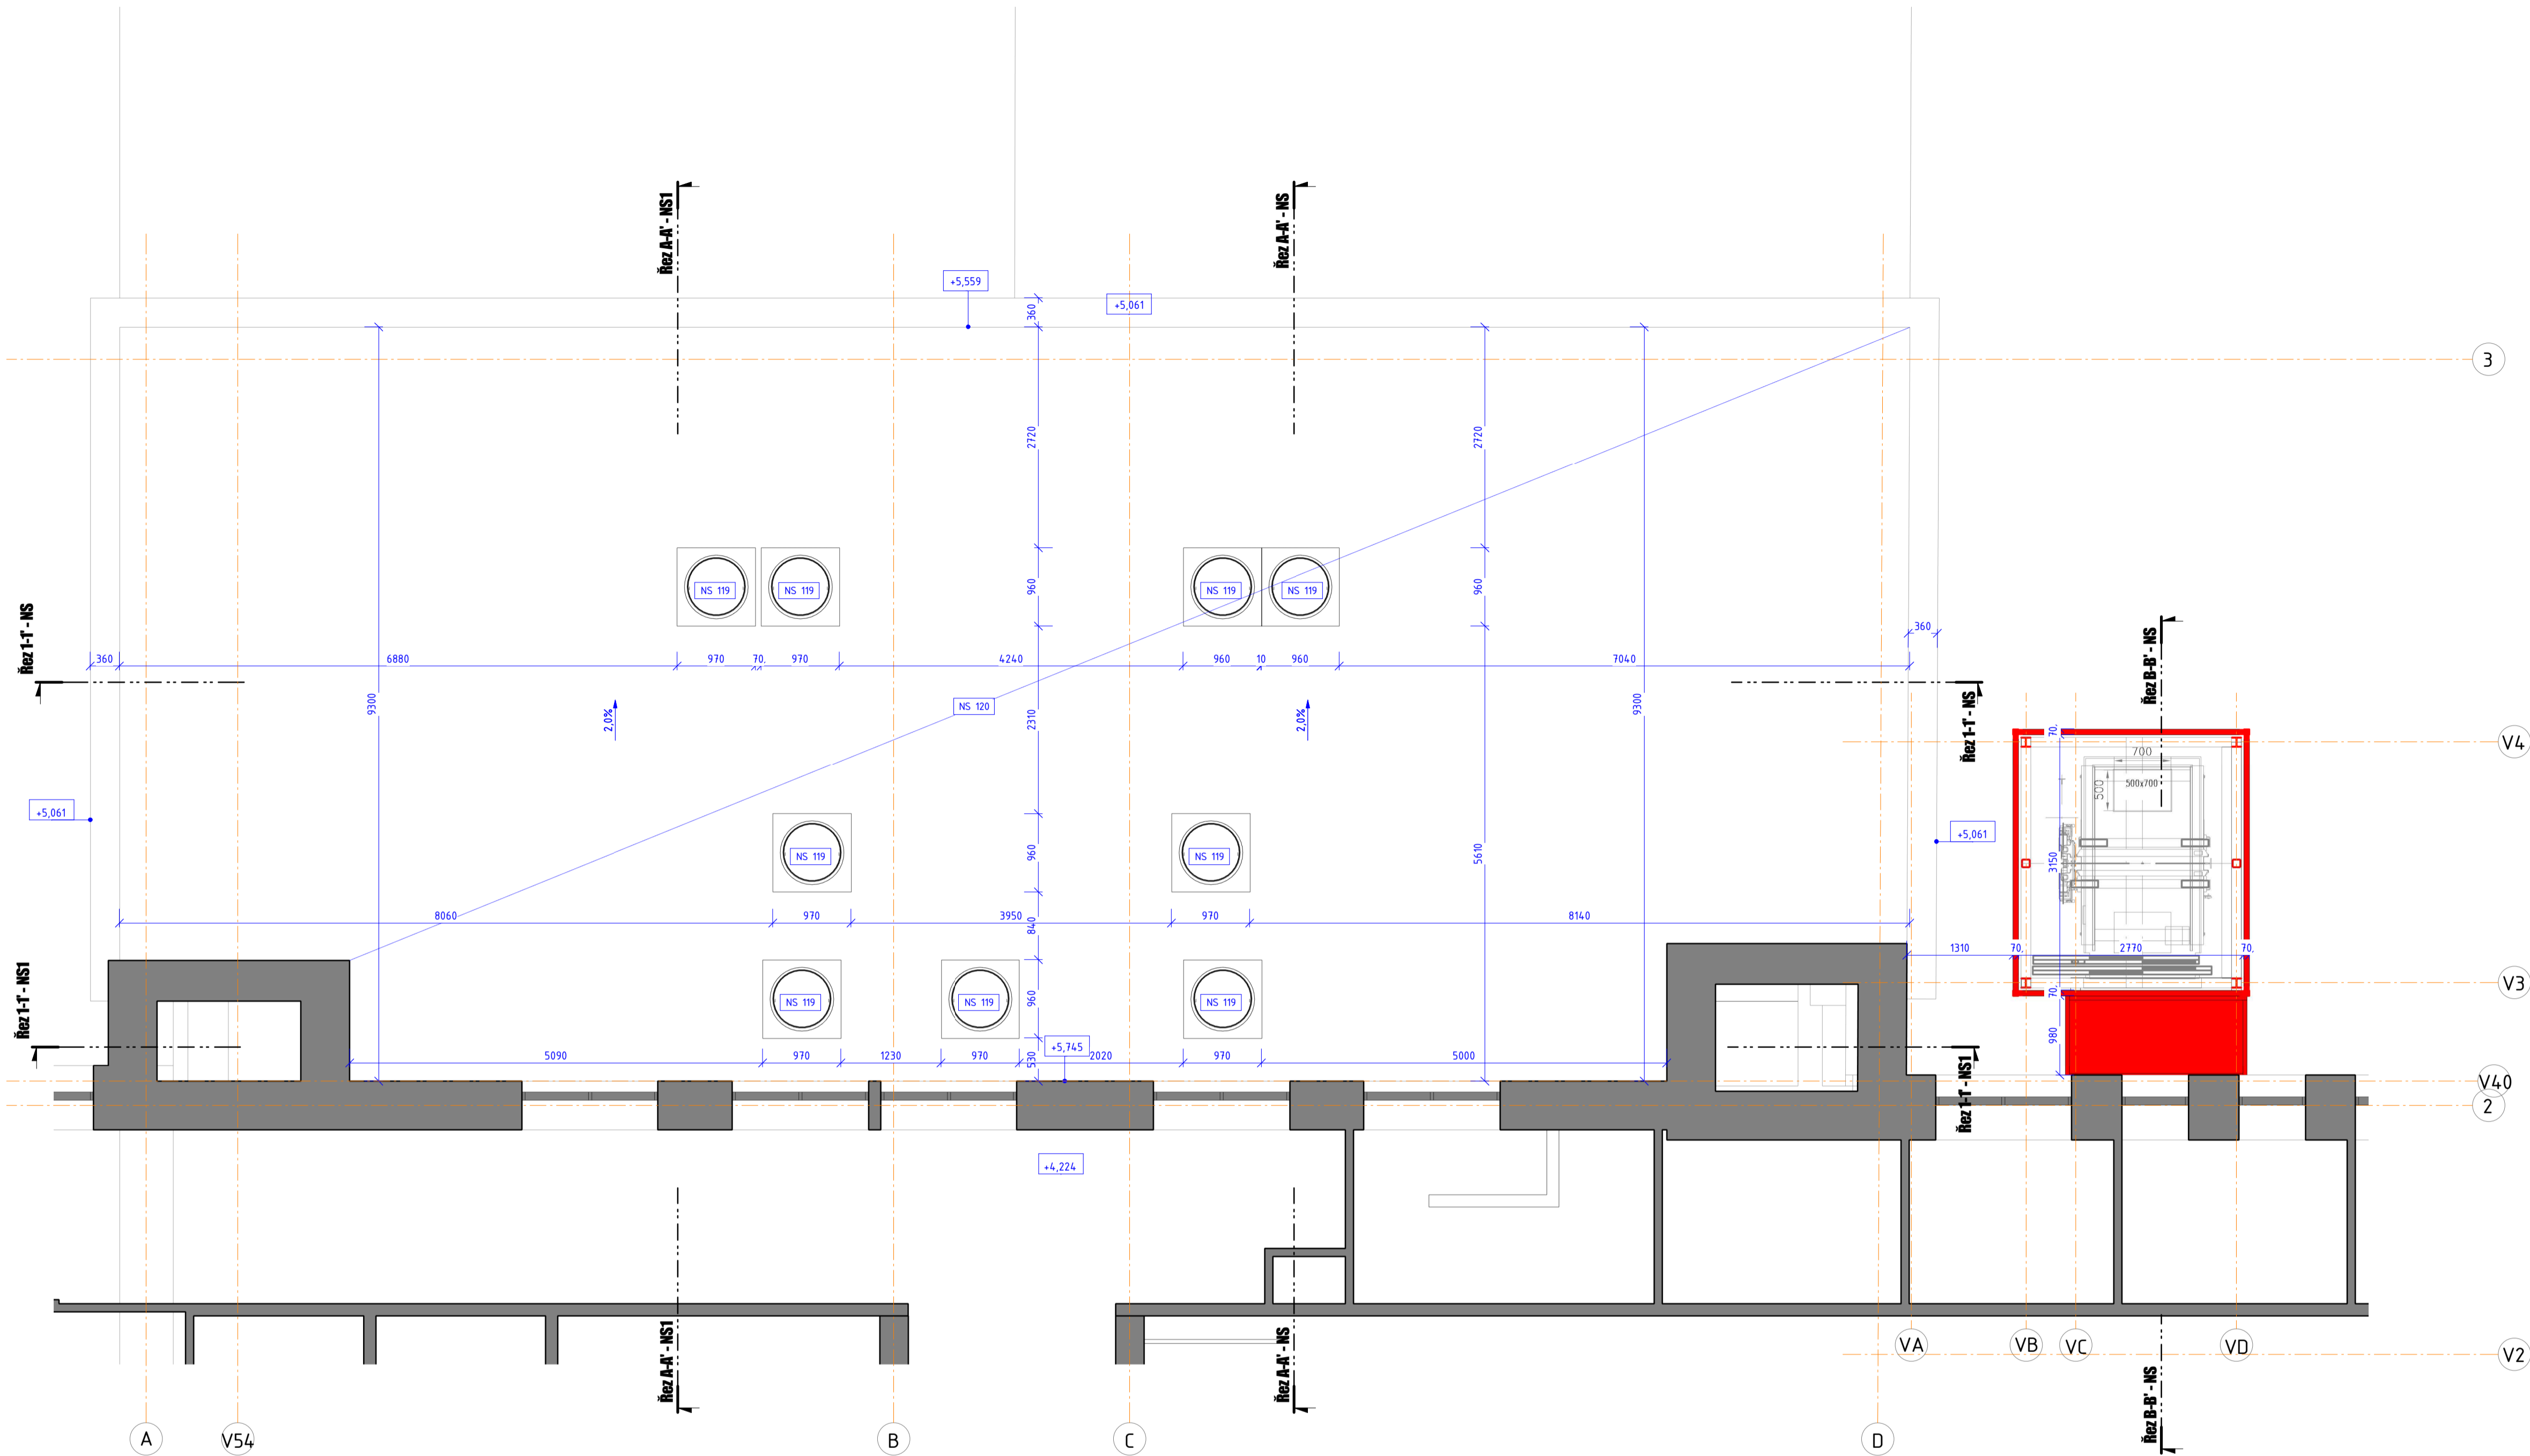 Řez A-A' - NS1
Řez A-A' - NS
+5,559
+5,061
360
3
2720
2720
NS 119
NS 119
NS 119
NS 119
960
960
Řez 1-1' - NS
Řez B-B' - NS
360
360
6880
970
70.
970
4240
960
10
960
7040
9300
2,0%
NS 120
2310
2,0%
9300
Řez 1-1' - NS
70.
V4
700
500
500x700
+5,061
+5,061
NS 119
960
NS 119
5610
3150
8060
970
3950
970
8140
840
1310
70.
2770
70.
Řez 1-1' - NS1
NS 119
NS 119
960
NS 119
70.
V3
980
5090
970
1230
970
530
+5,745
2020
970
5000
Řez 1-1' - NS1
V40
2
+4,224
Řez A-A' - NS1
Řez A-A' - NS
VA
VB
VC
VD
V2
Řez B-B' - NS
A
V54
B
C
D